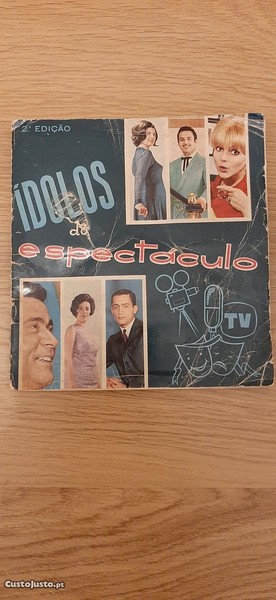 2.ª EDIÇÃO
ÍDOLOS
do
espectáculo
TV
CustoJusto.pt